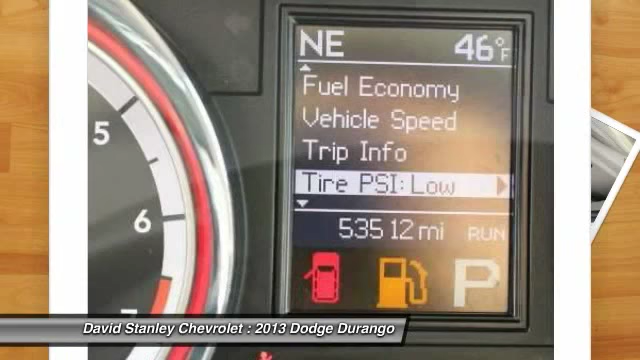 NE 46°F
Fuel Economy
Vehicle Speed
Trip Info
Tire PSI: Low
53512 mi RUN
P
5
6
7
David Stanley Chevrolet : 2013 Dodge Durango